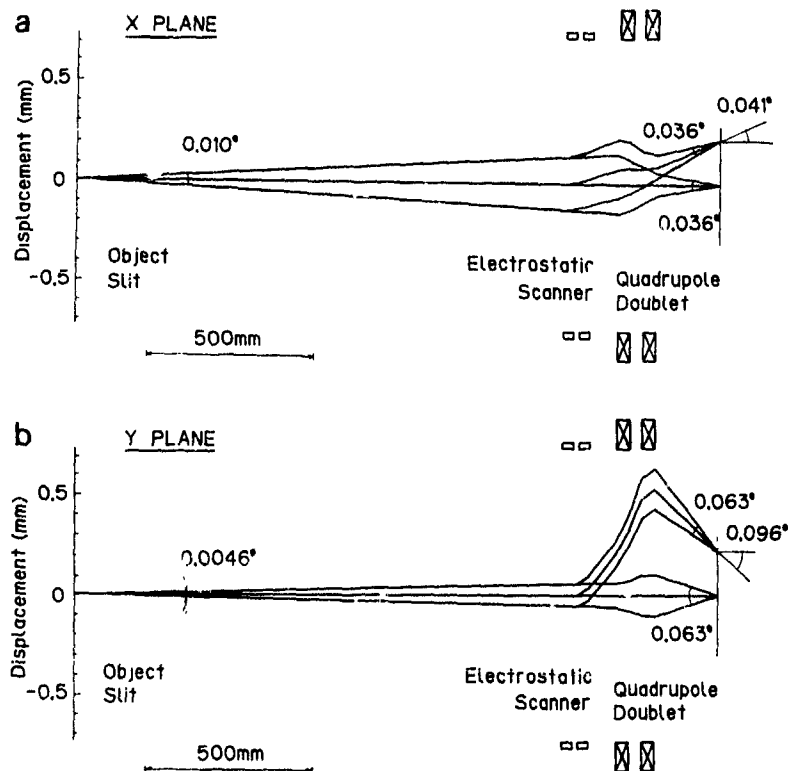 a
X PLANE
Displacement (mm)
0.5
0
-0.5
0.010°
0.036°
0.041°
0.036°
Object
Slit
Electrostatic
Scanner
Quadrupole
Doublet
500mm
b
Y PLANE
Displacement (mm)
0.5
0
-0.5
0.0046°
0.063°
0.096°
0.063°
Object
Slit
Electrostatic
Scanner
Quadrupole
Doublet
500mm